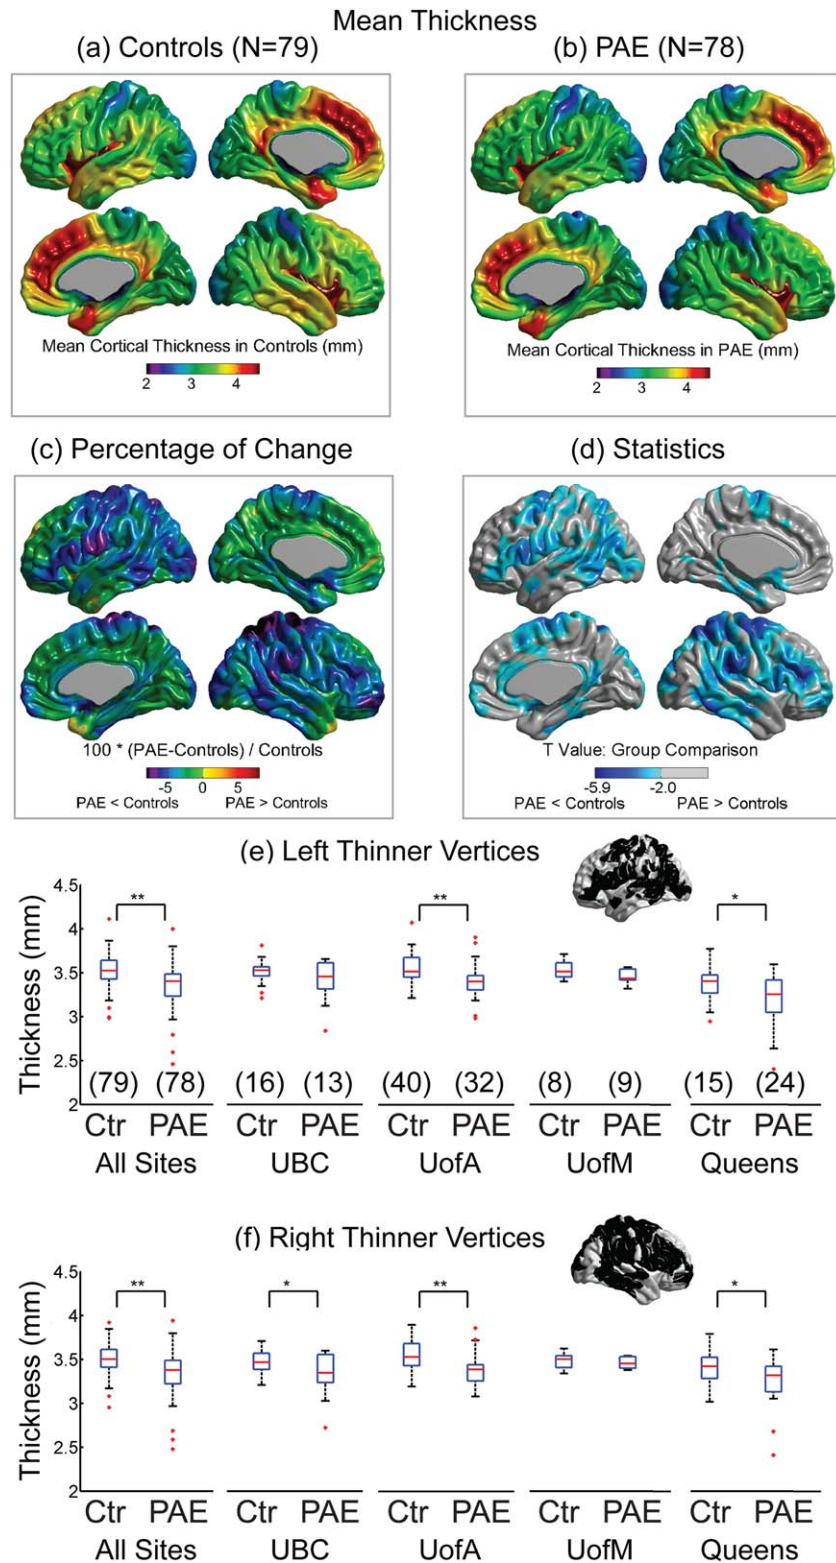 Mean Thickness
(a) Controls (N=79)
(b) PAE (N=78)
Mean Cortical Thickness in Controls (mm)
2 3 4
Mean Cortical Thickness in PAE (mm)
2 3 4
(c) Percentage of Change
(d) Statistics
100 * (PAE-Controls) / Controls
-5 0 5
PAE < Controls PAE > Controls
T Value: Group Comparison
-5.9 -2.0
PAE < Controls PAE > Controls
(e) Left Thinner Vertices
Thickness (mm)
4.5
4
3.5
3
2.5
2
** ** *
(79) (78) (16) (13) (40) (32) (8) (9) (15) (24)
Ctr PAE Ctr PAE Ctr PAE Ctr PAE Ctr PAE
All Sites UBC UofA UofM Queens
(f) Right Thinner Vertices
Thickness (mm)
4.5
4
3.5
3
2.5
2
** * ** *
Ctr PAE Ctr PAE Ctr PAE Ctr PAE Ctr PAE
All Sites UBC UofA UofM Queens